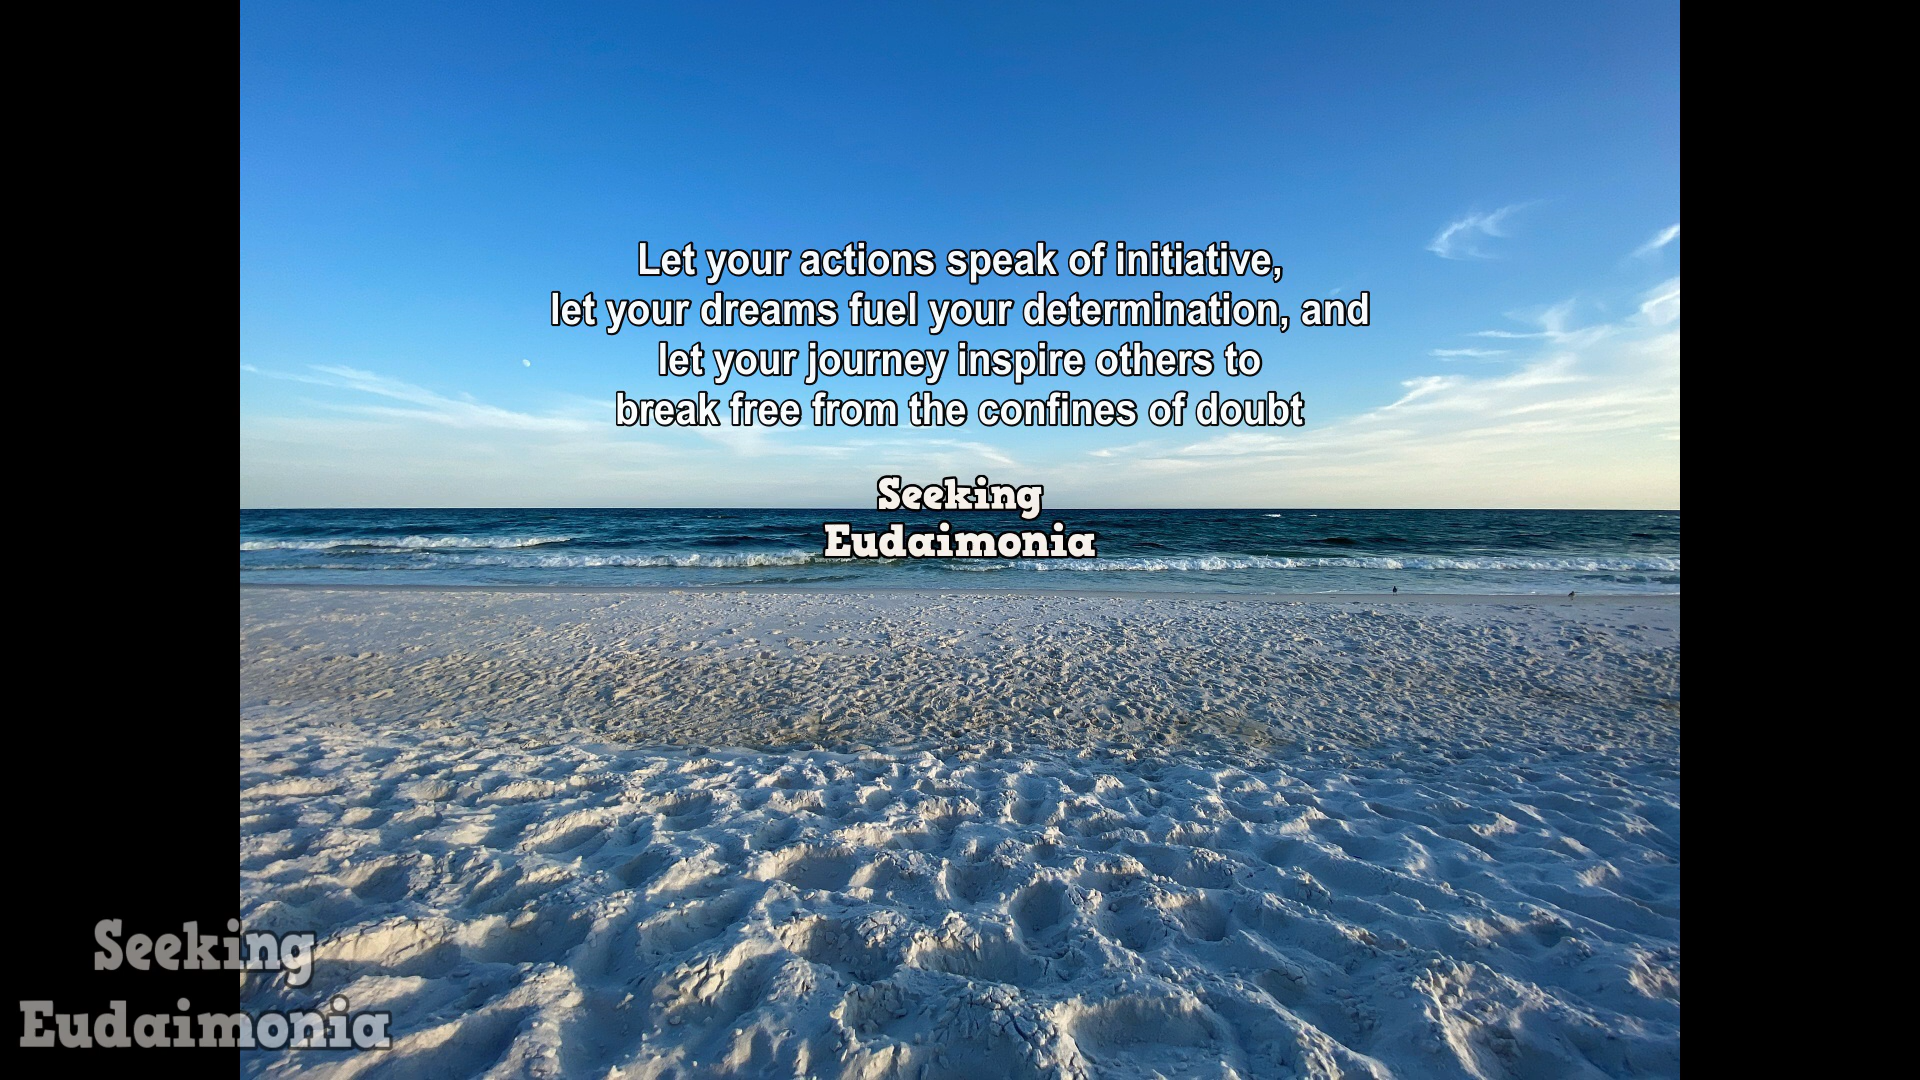 Let your actions speak of initiative,
let your dreams fuel your determination, and
let your journey inspire others to
break free from the confines of doubt
Seeking
Eudaimonia
Seeking
Eudaimonia